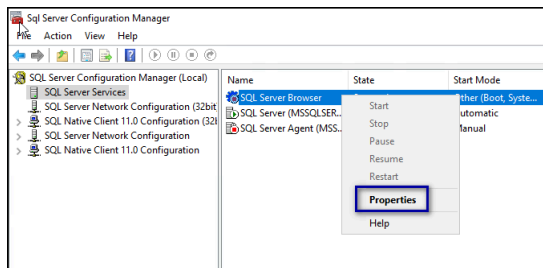 Sql Server Configuration Manager
File Action View Help
SQL Server Configuration Manager (Local)
SQL Server Services
SQL Server Network Configuration (32bit
SQL Native Client 11.0 Configuration (32b
SQL Server Network Configuration
SQL Native Client 11.0 Configuration
Name State Start Mode
SQL Server Browser Other (Boot, Syste...
SQL Server (MSSQLSER... utomatic
SQL Server Agent (MSS... Manual
Start
Stop
Pause
Resume
Restart
Properties
Help